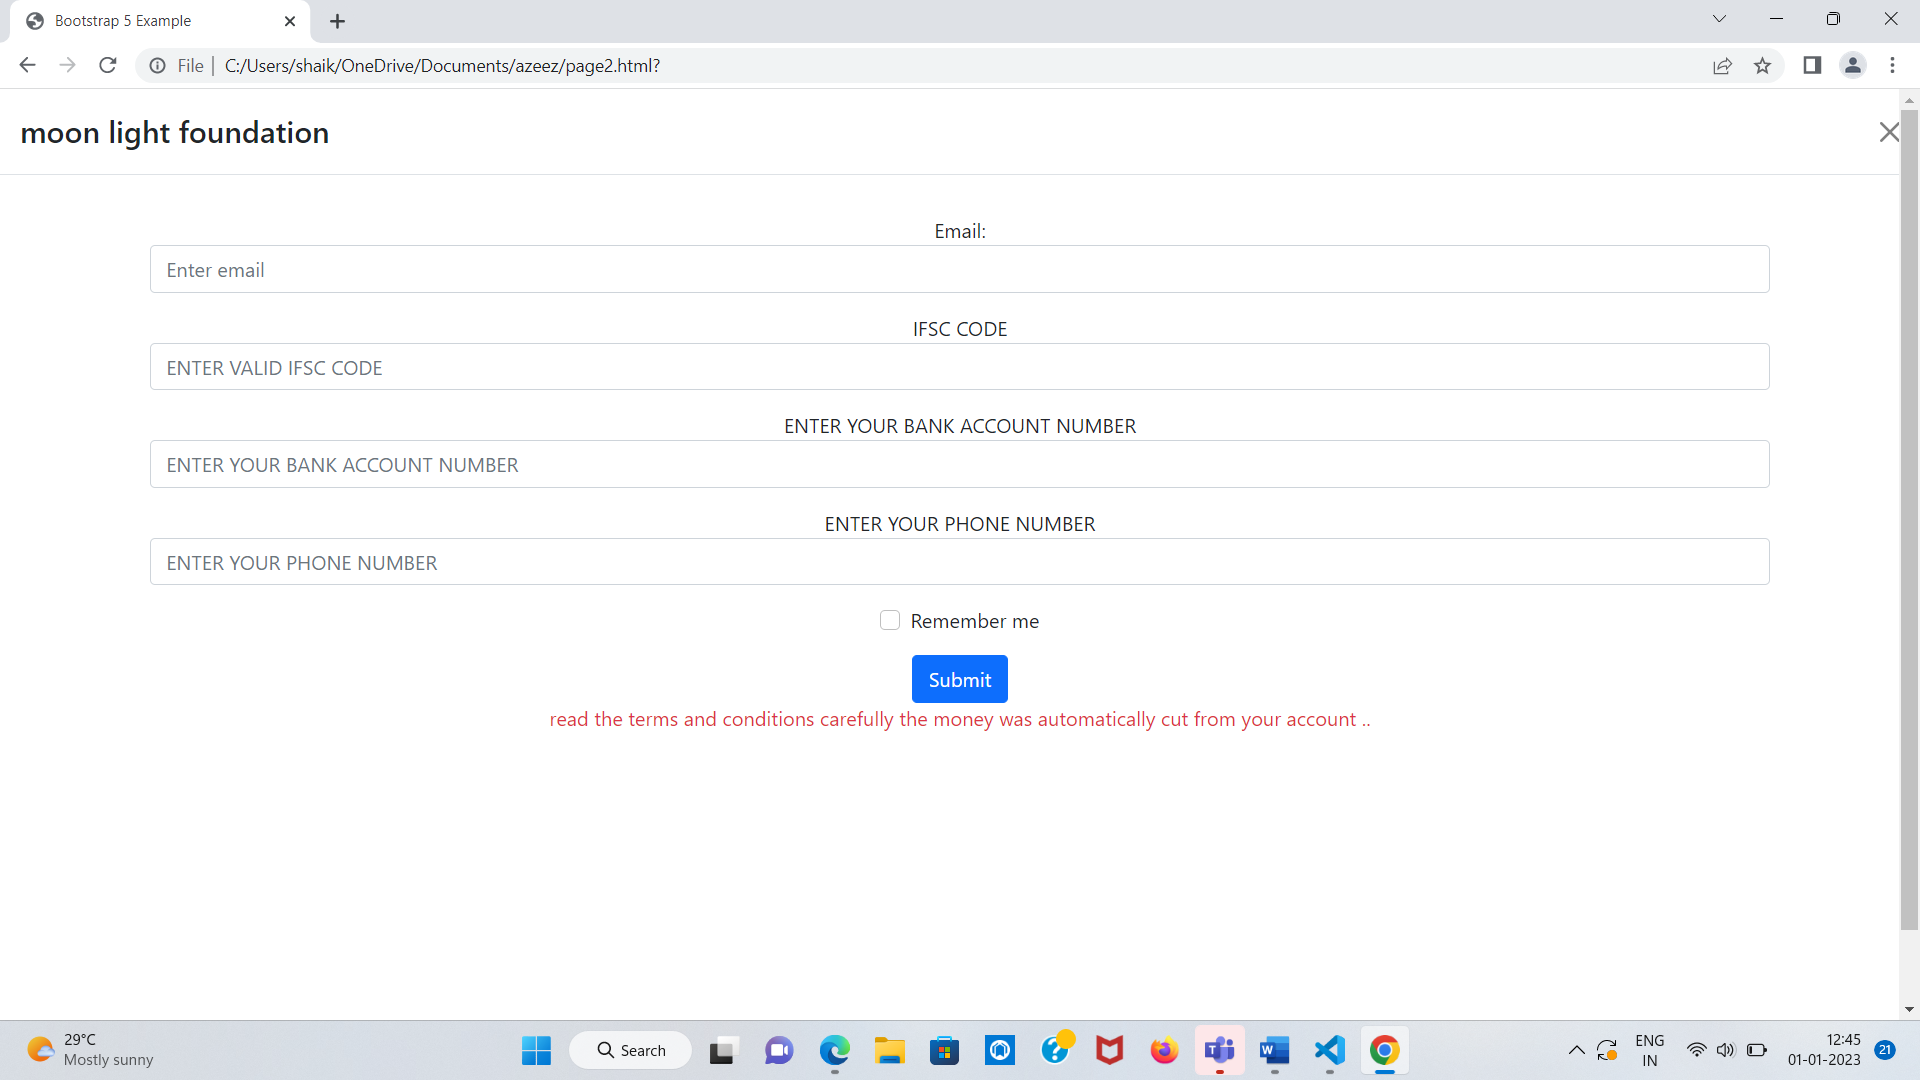 Bootstrap 5 Example
File
C:/Users/shaik/OneDrive/Documents/azeez/page2.html?
moon light foundation
Email:
Enter email
IFSC CODE
ENTER VALID IFSC CODE
ENTER YOUR BANK ACCOUNT NUMBER
ENTER YOUR BANK ACCOUNT NUMBER
ENTER YOUR PHONE NUMBER
ENTER YOUR PHONE NUMBER
Remember me
Submit
read the terms and conditions carefully the money was automatically cut from your account ..
29°C
Mostly sunny
Search
ENG
IN
12:45
01-01-2023
21